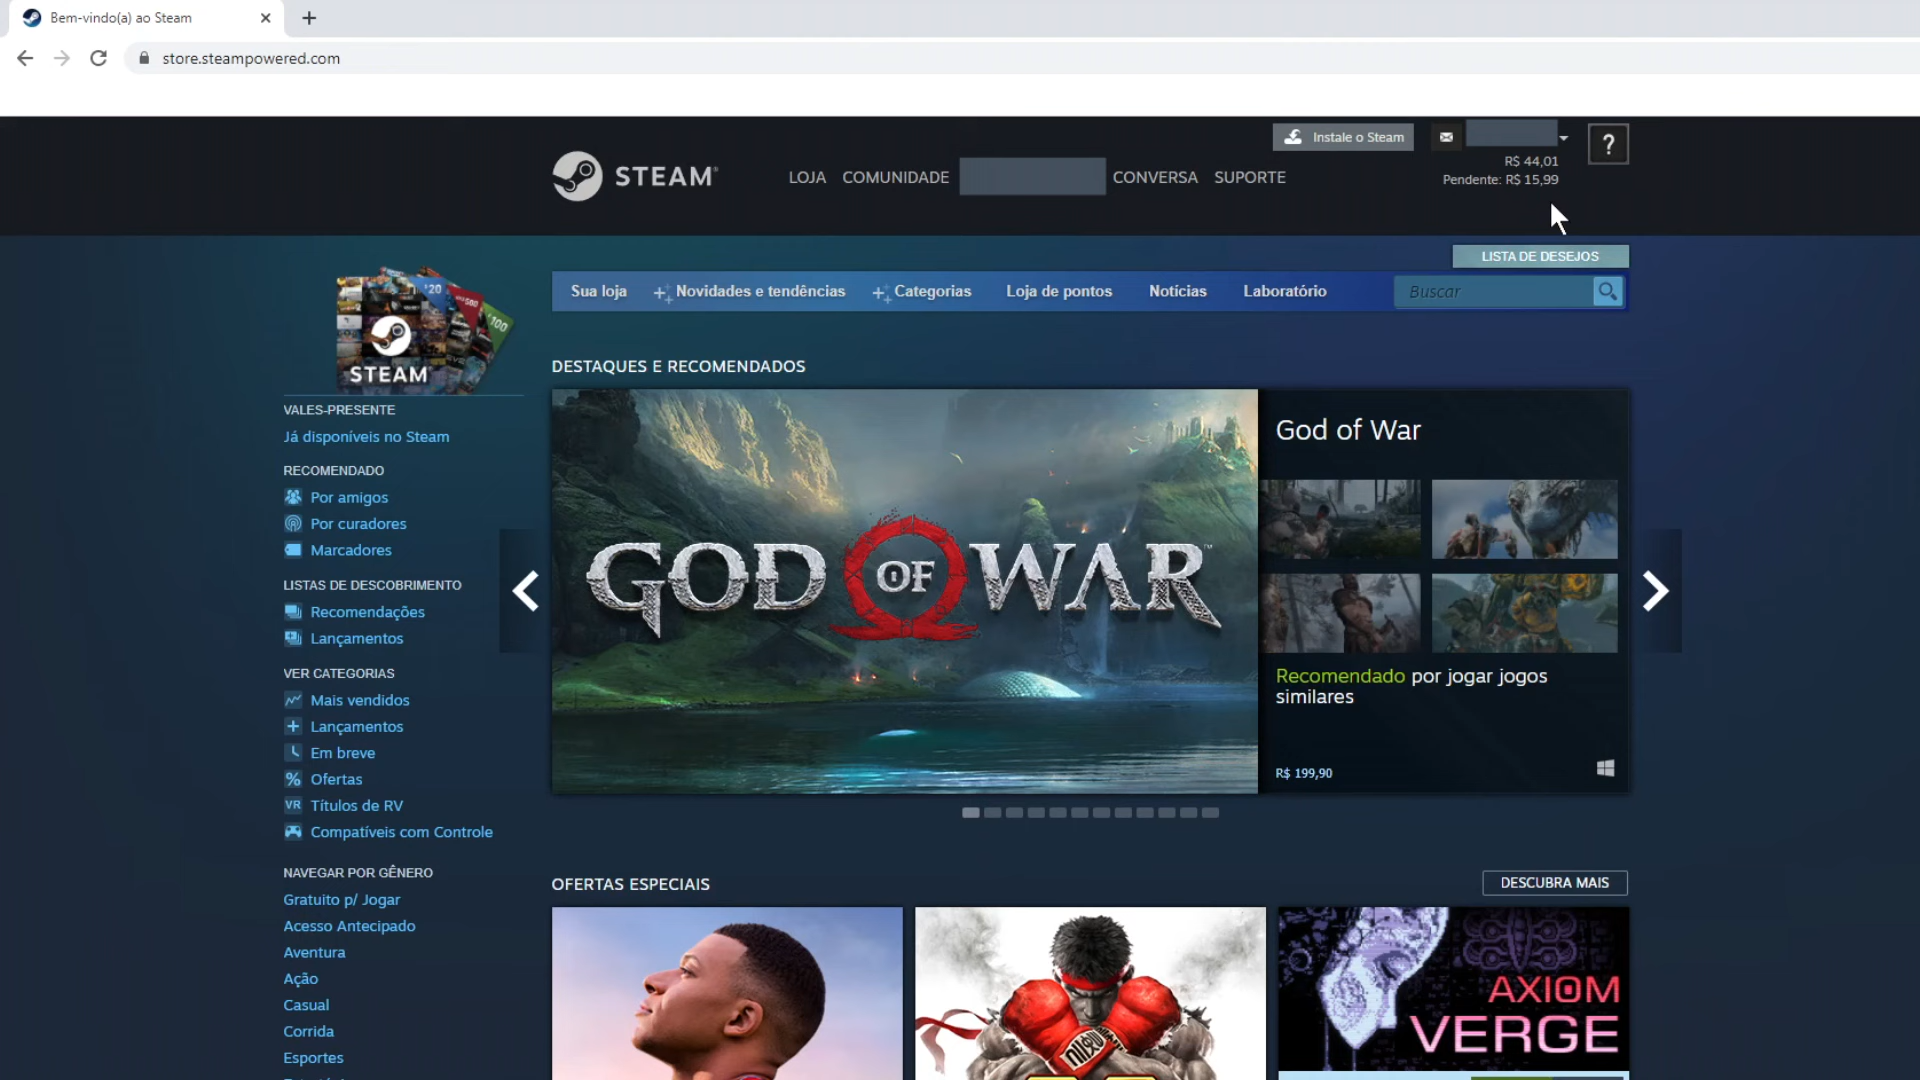 Bem-vindo(a) ao Steam
store.steampowered.com
Instale o Steam
?
R$ 44,01
Pendente: R$ 15,99
STEAM
LOJA COMUNIDADE CONVERSA SUPORTE
LISTA DE DESEJOS
Sua loja Novidades e tendências Categorias Loja de pontos Notícias Laboratório Buscar
$20
$100
STEAM
VALES-PRESENTE
Já disponíveis no Steam
RECOMENDADO
Por amigos
Por curadores
Marcadores
LISTAS DE DESCOBRIMENTO
Recomendações
Lançamentos
VER CATEGORIAS
Mais vendidos
Lançamentos
Em breve
% Ofertas
VR Títulos de RV
Compatíveis com Controle
NAVEGAR POR GÊNERO
Gratuito p/ Jogar
Acesso Antecipado
Aventura
Ação
Casual
Corrida
Esportes
DESTAQUES E RECOMENDADOS
GOD OF WAR™
God of War
Recomendado por jogar jogos
similares
R$ 199,90
OFERTAS ESPECIAIS
DESCUBRA MAIS
AXIOM
VERGE